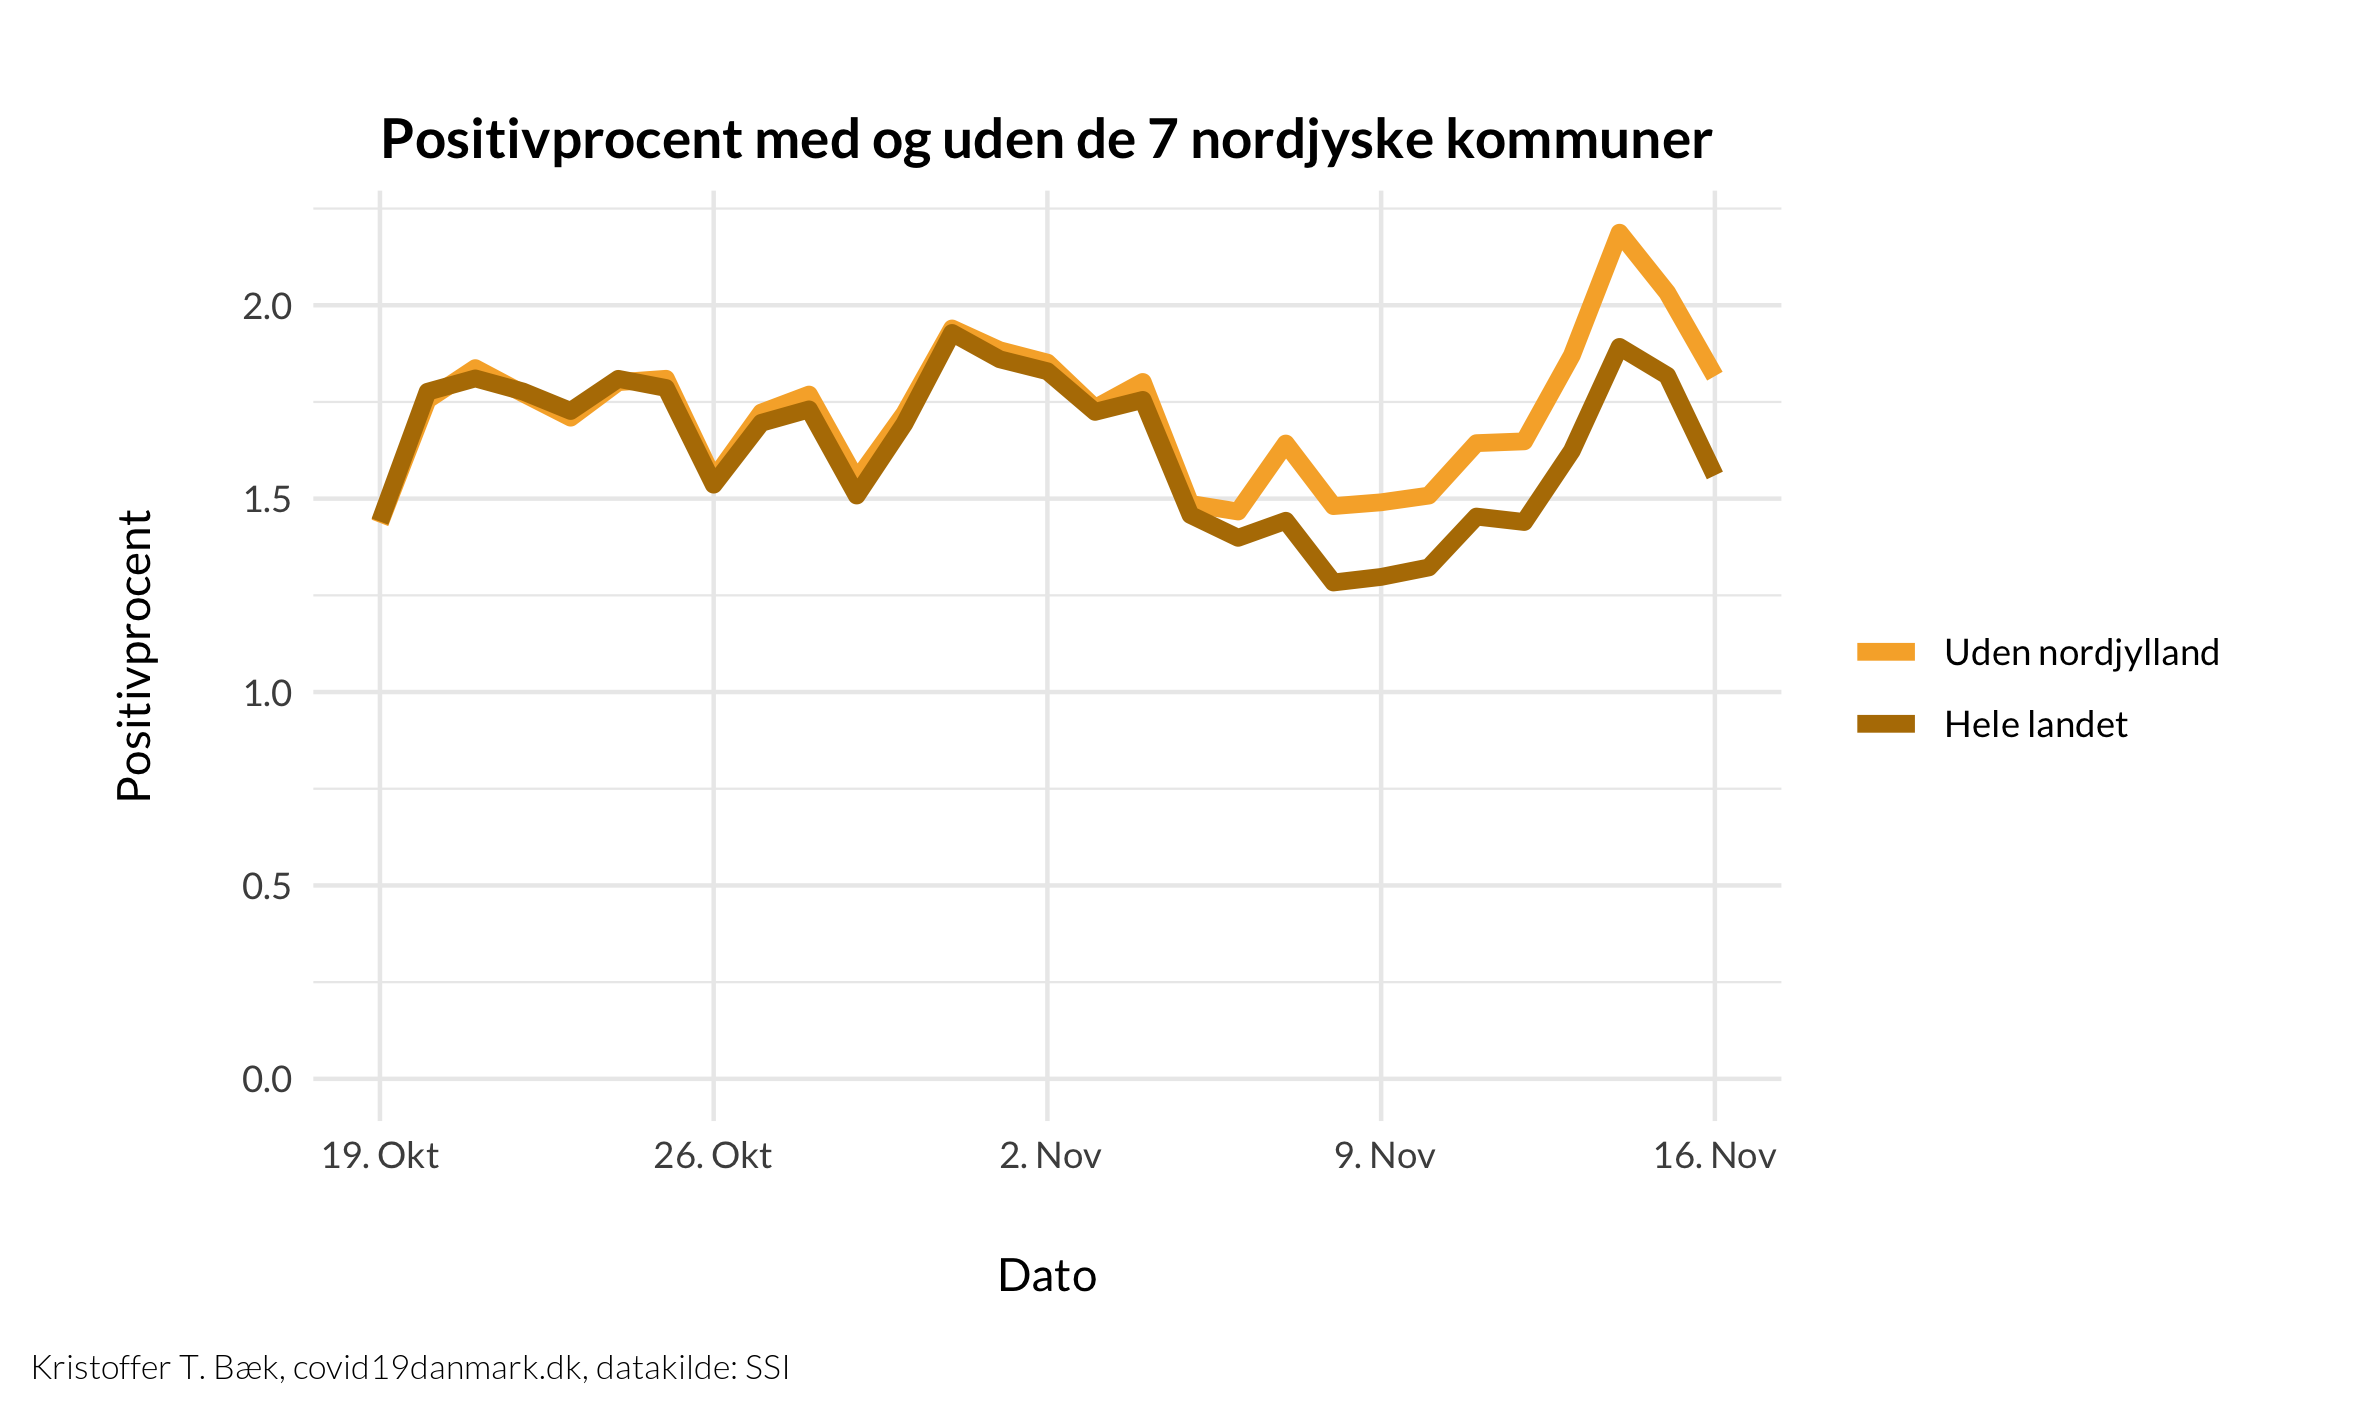 Positivprocent med og uden de 7 nordjyske kommuner
Positivprocent
2.0
1.5
1.0
0.5
0.0
19. Okt
26. Okt
2. Nov
9. Nov
16. Nov
Dato
Uden nordjylland
Hele landet
Kristoffer T. Bæk, covid19danmark.dk, datakilde: SSI